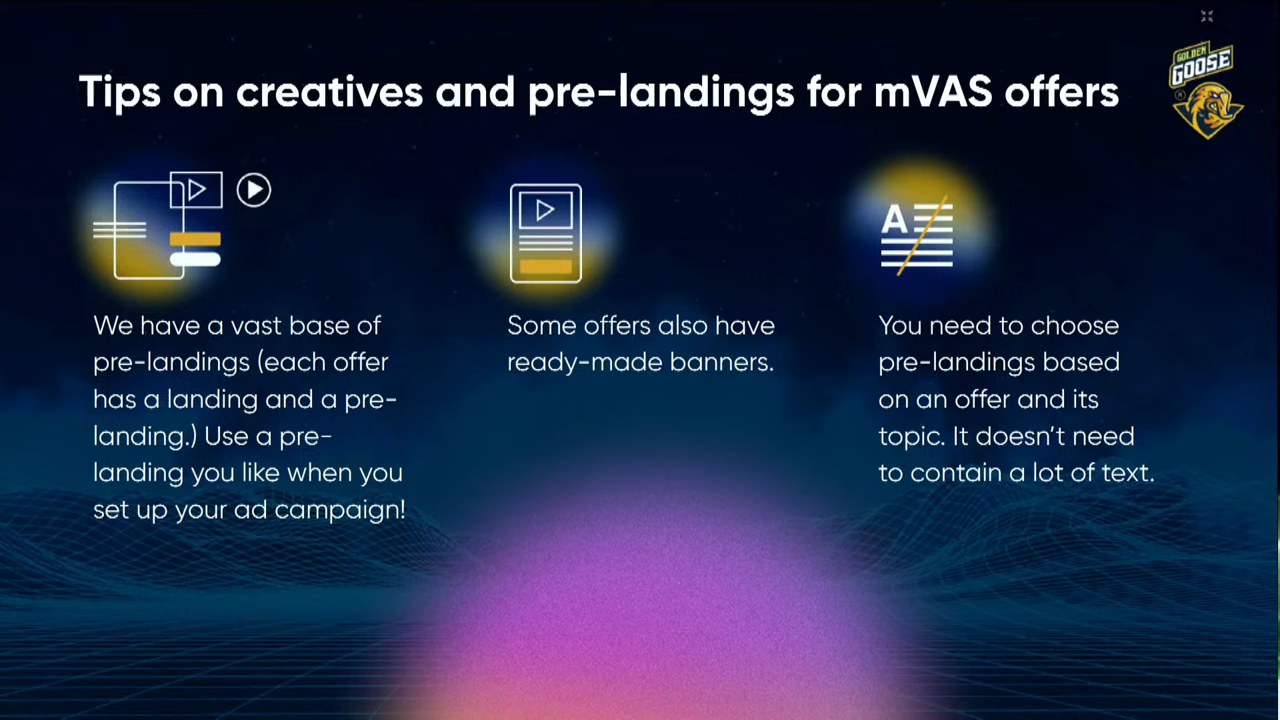 Tips on creatives and pre-landings for mVAS offers
GOLDEN
GOOSE
®
We have a vast base of
pre-landings (each offer
has a landing and a pre-
landing.) Use a pre-
landing you like when you
set up your ad campaign!
Some offers also have
ready-made banners.
A
You need to choose
pre-landings based
on an offer and its
topic. It doesn’t need
to contain a lot of text.